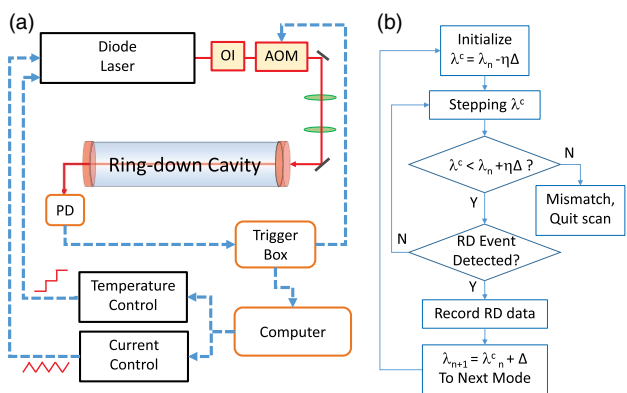 (a)
Diode
Laser
OI
AOM
Ring-down Cavity
PD
Trigger
Box
Temperature
Control
Computer
Current
Control
(b)
Initialize
λᶜ = λₙ -ηΔ
Stepping λᶜ
λᶜ < λₙ +ηΔ ?
N
Mismatch,
Quit scan
Y
N
RD Event
Detected?
Y
Record RD data
λₙ₊₁ = λᶜₙ + Δ
To Next Mode